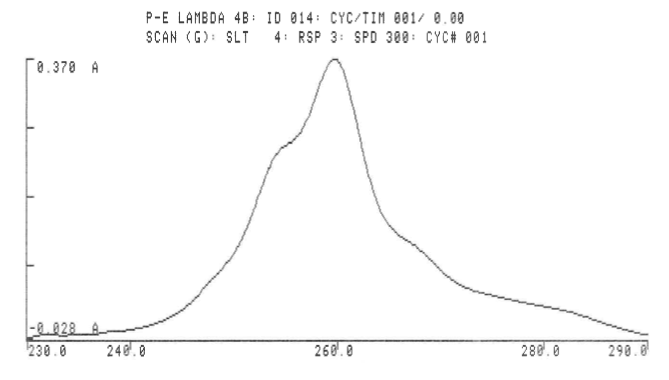 P-E LAMBDA 4B: ID 014: CYC/TIM 001/ 0.00
SCAN (G): SLT 4: RSP 3: SPD 300: CYC# 001
0.370 A
-0.028 A
230.0 240.0 260.0 280.0 290.0